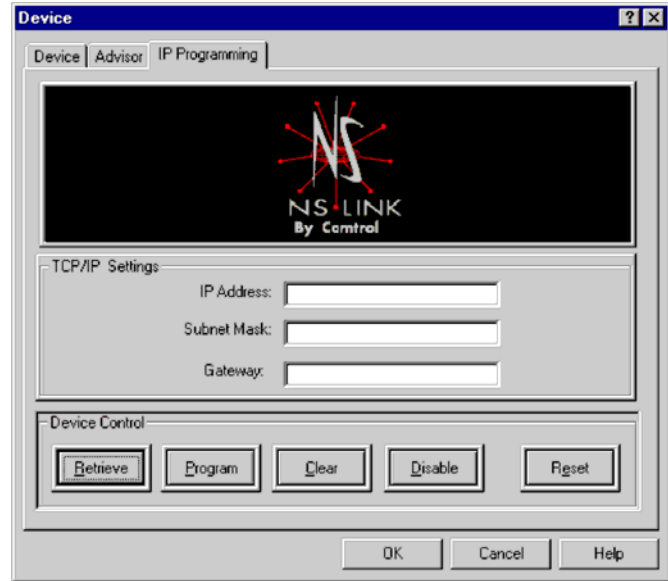 Device
Device Advisor IP Programming
NS
NS LINK
By Comtrol
TCP/IP Settings
IP Address:
Subnet Mask:
Gateway:
Device Control
Retrieve Program Clear Disable Reset
OK Cancel Help